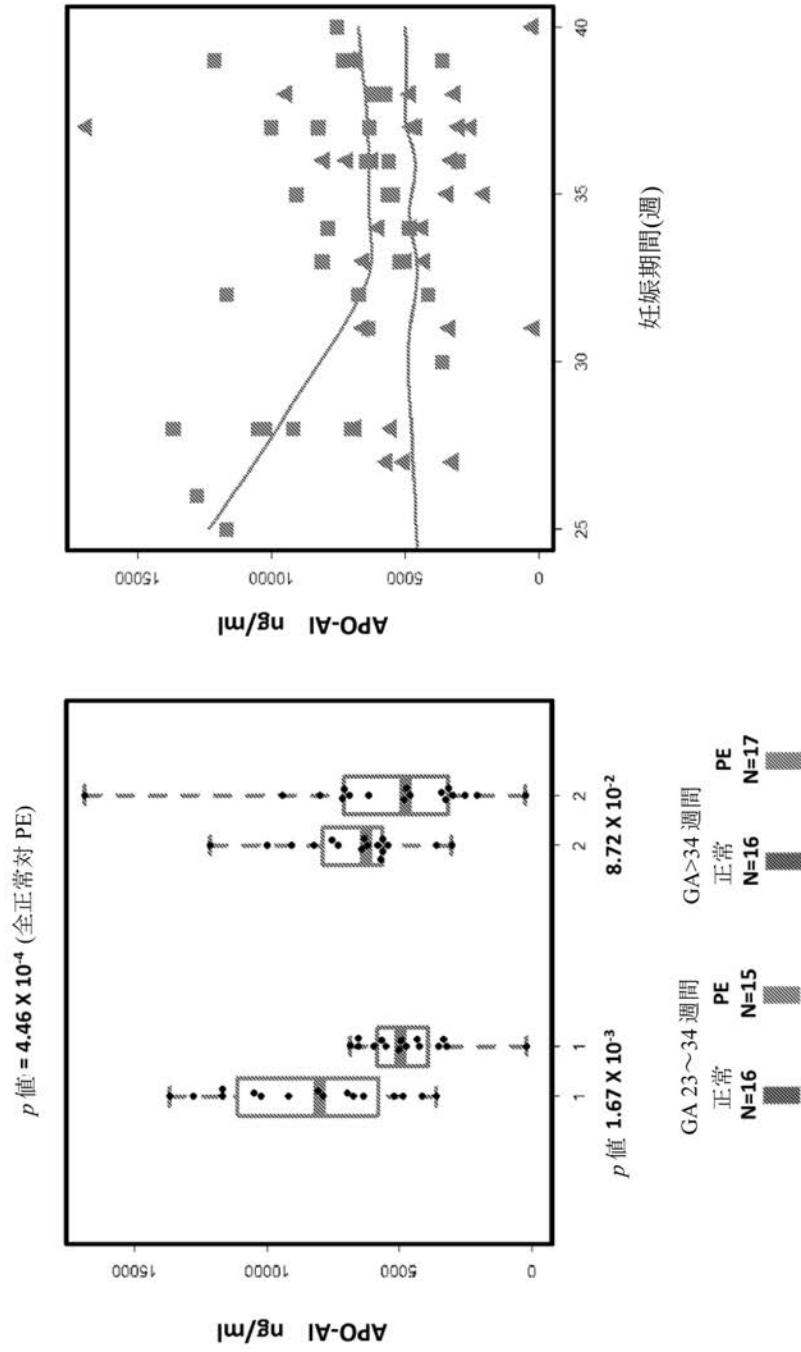 p 値 = 4.46 X 10-4 (全正常対 PE)
APO-AI ng/ml
15000
10000
5000
0
1 1 2 2
p 値 1.67 X 10-3 8.72 X 10-2
GA 23～34 週間 GA>34 週間
正常 PE 正常 PE
N=16 N=15 N=16 N=17
APO-AI ng/ml
15000
10000
5000
0
25 30 35 40
妊娠期間(週)